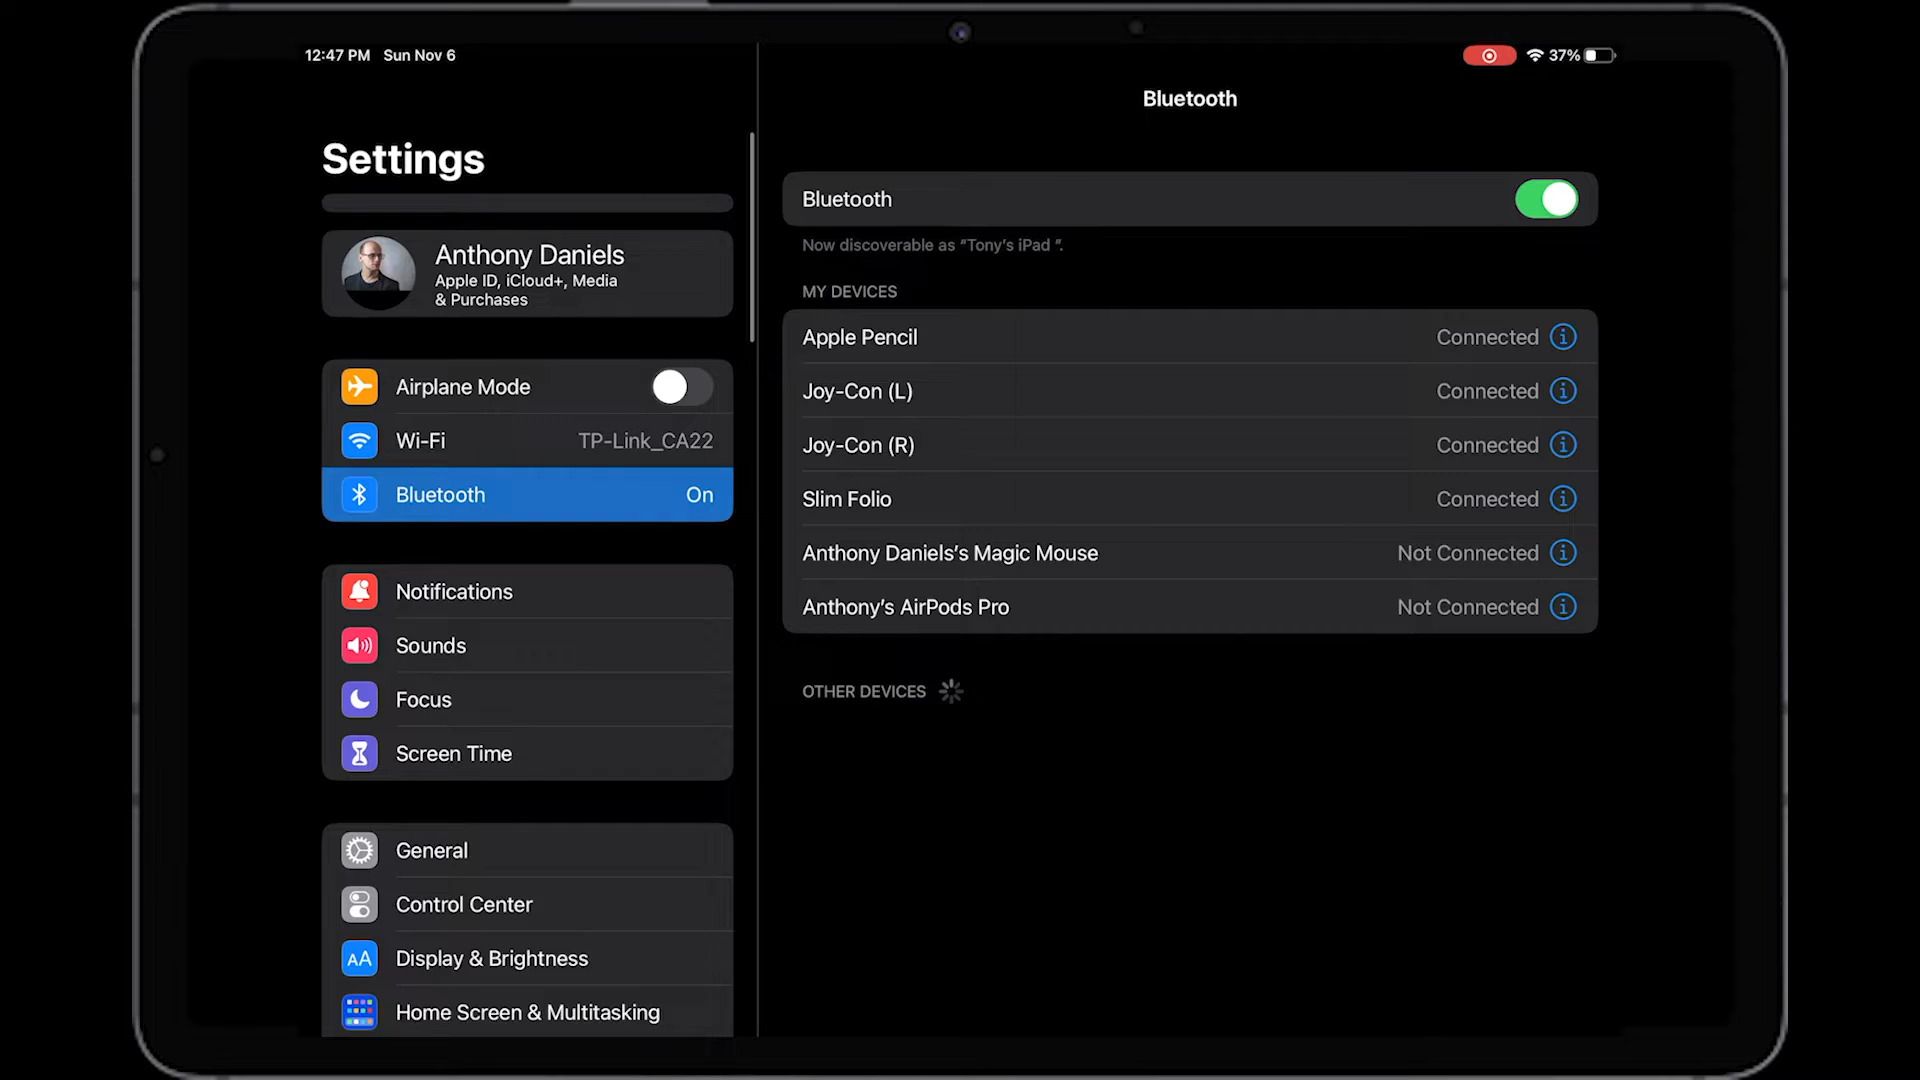 12:47 PM Sun Nov 6
37%
Settings
Anthony Daniels
Apple ID, iCloud+, Media
& Purchases
Airplane Mode
Wi-Fi TP-Link_CA22
Bluetooth On
Notifications
Sounds
Focus
Screen Time
General
Control Center
AA Display & Brightness
Home Screen & Multitasking
Bluetooth
Bluetooth
Now discoverable as “Tony’s iPad ”.
MY DEVICES
Apple Pencil Connected
Joy-Con (L) Connected
Joy-Con (R) Connected
Slim Folio Connected
Anthony Daniels’s Magic Mouse Not Connected
Anthony’s AirPods Pro Not Connected
OTHER DEVICES